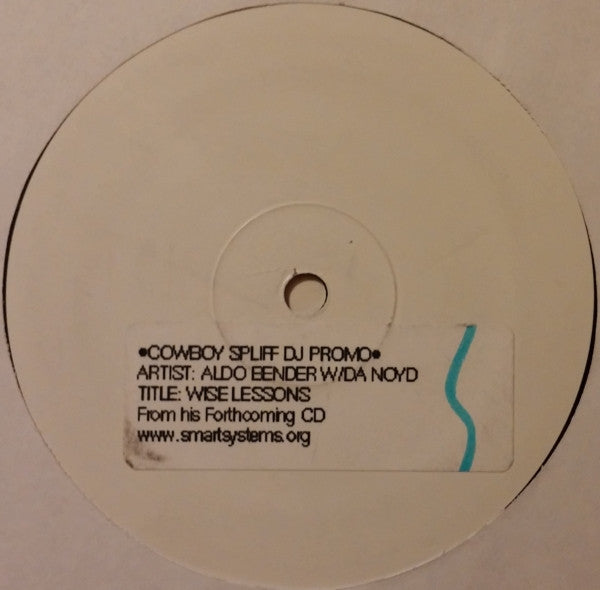 •COWBOY SPLIFF DJ PROMO•
ARTIST: ALDO BENDER W/DA NOYD
TITLE: WISE LESSONS
From his Forthcoming CD
www.smartsystems.org